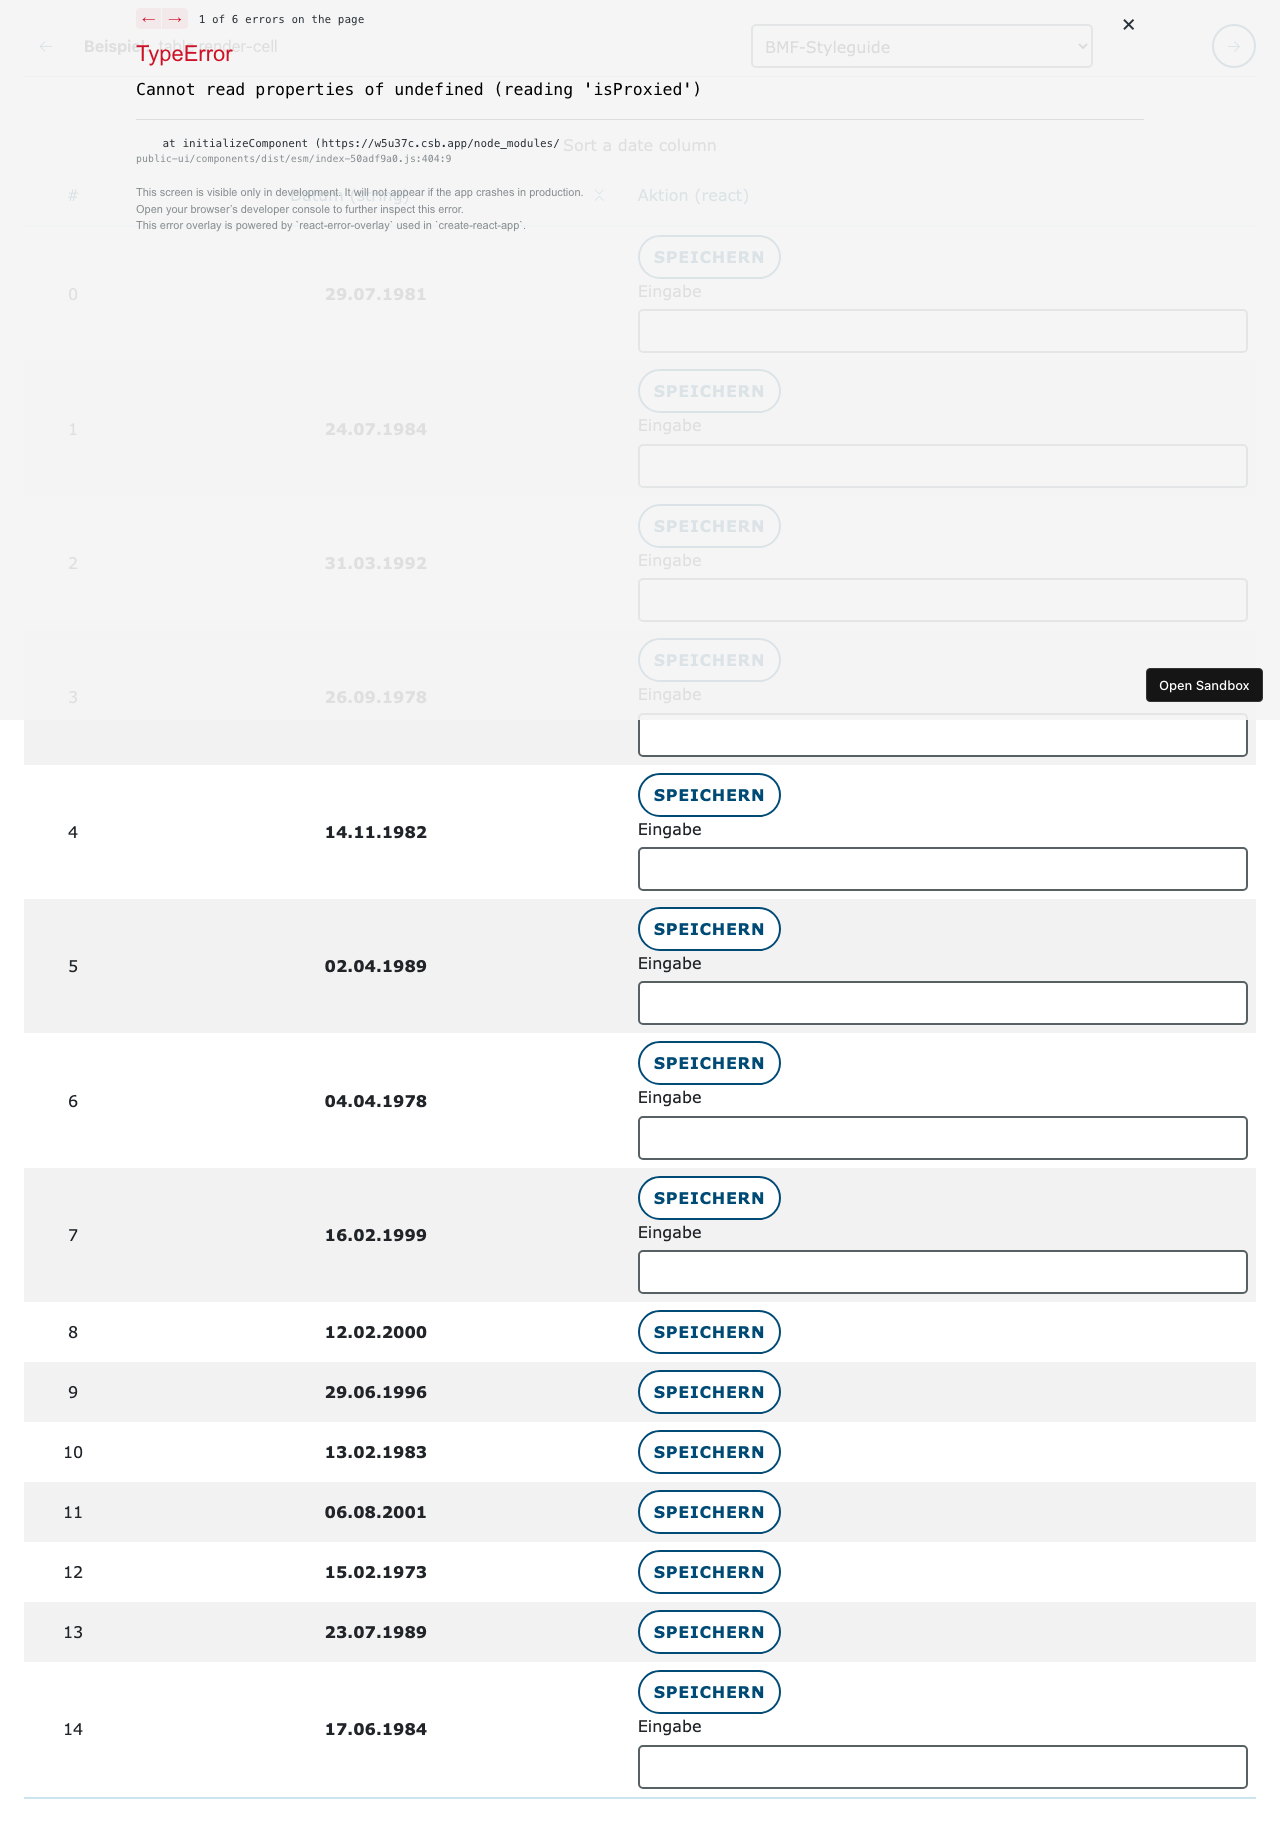 ← → 1 of 6 errors on the page
×
← Beispiel table render-cell
BMF-Styleguide
→
TypeError
Cannot read properties of undefined (reading 'isProxied')
at initializeComponent (https://w5u37c.csb.app/node_modules/
public-ui/components/dist/esm/index-50adf9a0.js:404:9
Sort a date column
This screen is visible only in development. It will not appear if the app crashes in production.
Open your browser's developer console to further inspect this error.
This error overlay is powered by `react-error-overlay` used in `create-react-app`.
# Datum (string) Aktion (react)
SPEICHERN
0 29.07.1981 Eingabe
SPEICHERN
1 24.07.1984 Eingabe
SPEICHERN
2 31.03.1992 Eingabe
SPEICHERN
3 26.09.1978 Eingabe
Open Sandbox
SPEICHERN
4 14.11.1982 Eingabe
SPEICHERN
5 02.04.1989 Eingabe
SPEICHERN
6 04.04.1978 Eingabe
SPEICHERN
7 16.02.1999 Eingabe
8 12.02.2000 SPEICHERN
9 29.06.1996 SPEICHERN
10 13.02.1983 SPEICHERN
11 06.08.2001 SPEICHERN
12 15.02.1973 SPEICHERN
13 23.07.1989 SPEICHERN
SPEICHERN
14 17.06.1984 Eingabe